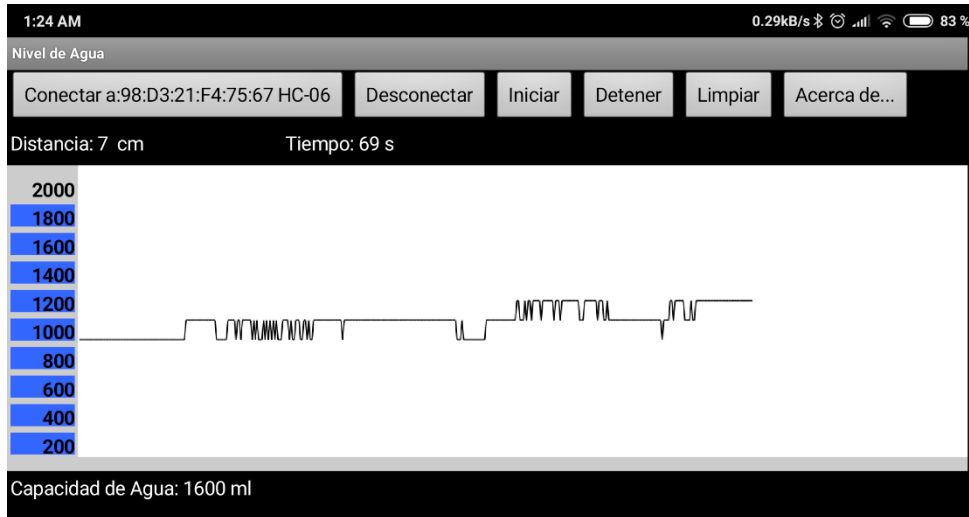 1:24 AM 0.29kB/s 83 %
Nivel de Agua
Conectar a:98:D3:21:F4:75:67 HC-06 Desconectar Iniciar Detener Limpiar Acerca de...
Distancia: 7 cm Tiempo: 69 s
2000
1800
1600
1400
1200
1000
800
600
400
200
Capacidad de Agua: 1600 ml